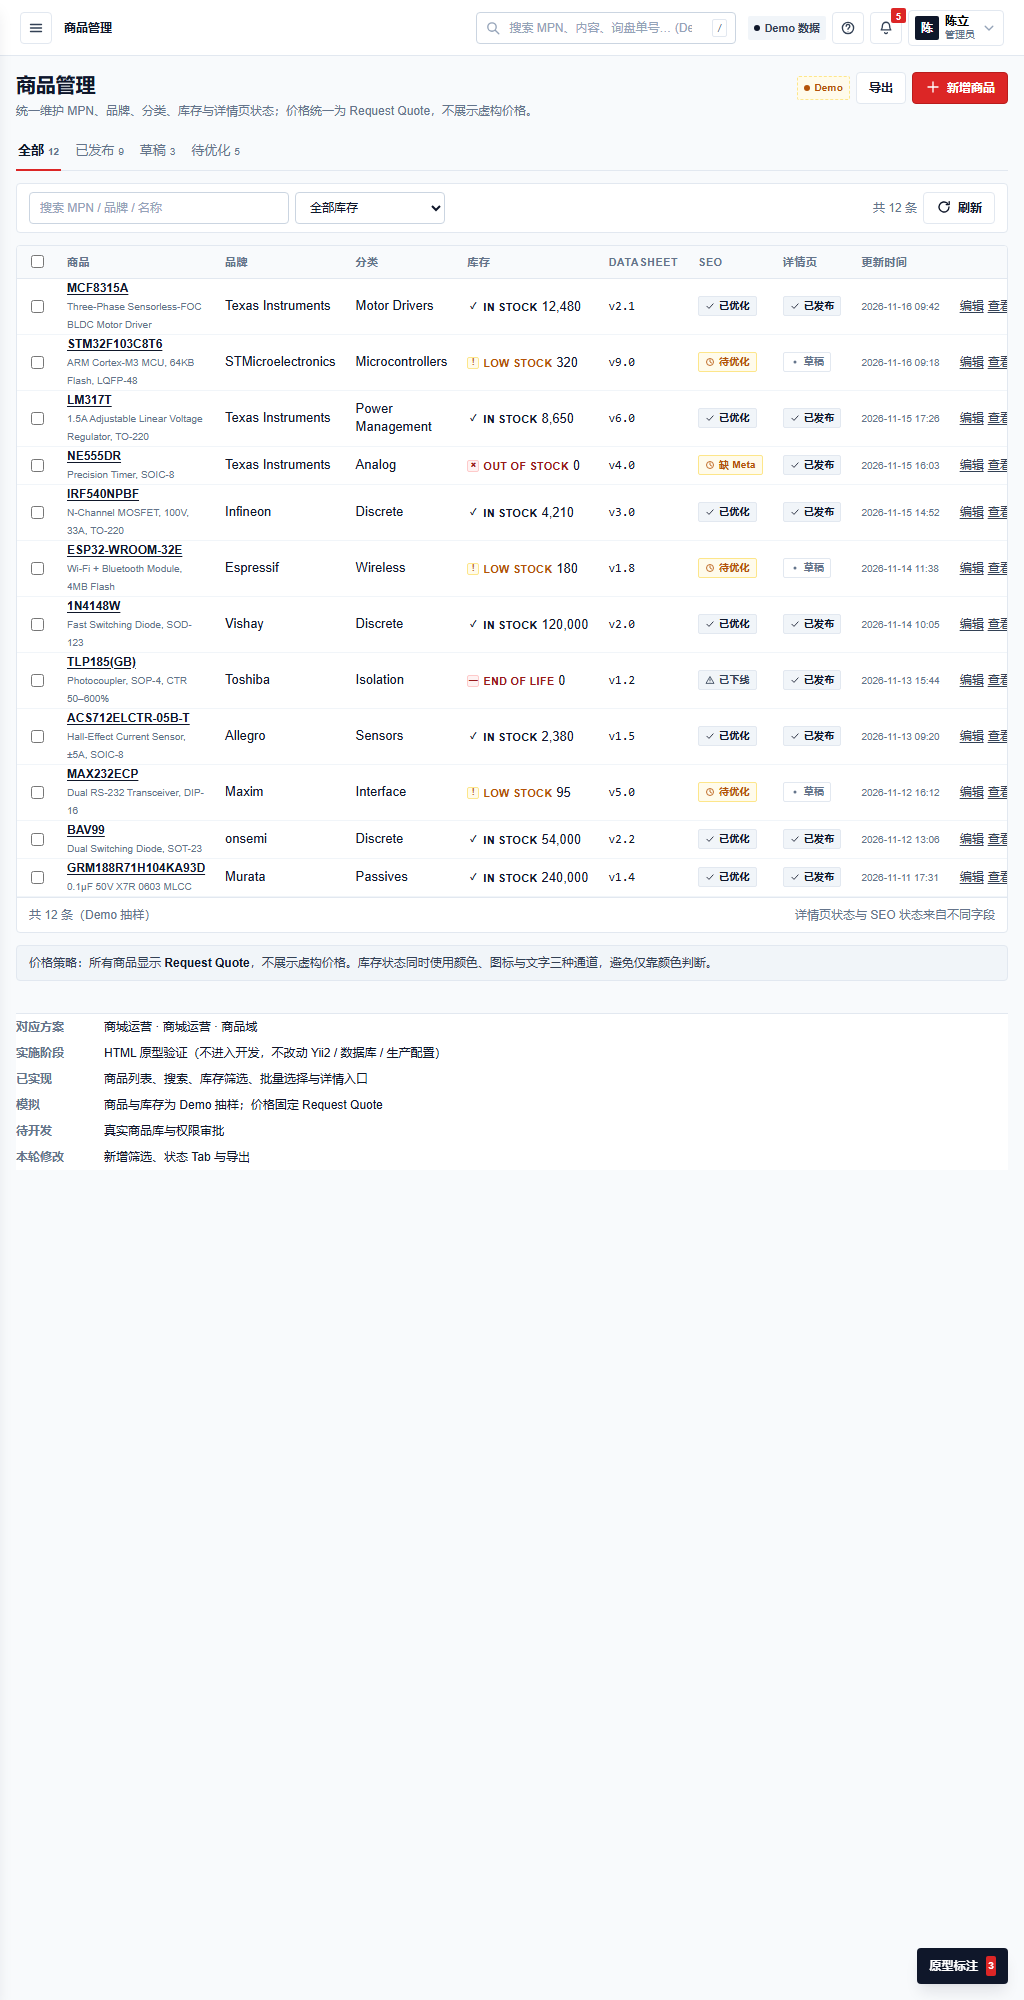 商品管理
搜索 MPN、内容、询盘单号... (De
/
Demo 数据
5
陈
陈立
管理员
商品管理
统一维护 MPN、品牌、分类、库存与详情页状态；价格统一为 Request Quote，不展示虚构价格。
Demo
导出
新增商品
全部 12 已发布 9 草稿 3 待优化 5
搜索 MPN / 品牌 / 名称
全部库存
共 12 条
刷新
商品 品牌 分类 库存 DATASHEET SEO 详情页 更新时间
MCF8315A
Three-Phase Sensorless-FOC
BLDC Motor Driver
Texas Instruments Motor Drivers ✓ IN STOCK 12,480 v2.1 已优化 已发布 2026-11-16 09:42 编辑 查看
STM32F103C8T6
ARM Cortex-M3 MCU, 64KB
Flash, LQFP-48
STMicroelectronics Microcontrollers ! LOW STOCK 320 v9.0 待优化 草稿 2026-11-16 09:18 编辑 查看
LM317T
1.5A Adjustable Linear Voltage
Regulator, TO-220
Texas Instruments Power Management ✓ IN STOCK 8,650 v6.0 已优化 已发布 2026-11-15 17:26 编辑 查看
NE555DR
Precision Timer, SOIC-8
Texas Instruments Analog OUT OF STOCK 0 v4.0 缺 Meta 已发布 2026-11-15 16:03 编辑 查看
IRF540NPBF
N-Channel MOSFET, 100V,
33A, TO-220
Infineon Discrete ✓ IN STOCK 4,210 v3.0 已优化 已发布 2026-11-15 14:52 编辑 查看
ESP32-WROOM-32E
Wi-Fi + Bluetooth Module,
4MB Flash
Espressif Wireless ! LOW STOCK 180 v1.8 待优化 草稿 2026-11-14 11:38 编辑 查看
1N4148W
Fast Switching Diode, SOD-
123
Vishay Discrete ✓ IN STOCK 120,000 v2.0 已优化 已发布 2026-11-14 10:05 编辑 查看
TLP185(GB)
Photocoupler, SOP-4, CTR
50–600%
Toshiba Isolation — END OF LIFE 0 v1.2 已下线 已发布 2026-11-13 15:44 编辑 查看
ACS712ELCTR-05B-T
Hall-Effect Current Sensor,
±5A, SOIC-8
Allegro Sensors ✓ IN STOCK 2,380 v1.5 已优化 已发布 2026-11-13 09:20 编辑 查看
MAX232ECP
Dual RS-232 Transceiver, DIP-
16
Maxim Interface ! LOW STOCK 95 v5.0 待优化 草稿 2026-11-12 16:12 编辑 查看
BAV99
Dual Switching Diode, SOT-23
onsemi Discrete ✓ IN STOCK 54,000 v2.2 已优化 已发布 2026-11-12 13:06 编辑 查看
GRM188R71H104KA93D
0.1µF 50V X7R 0603 MLCC
Murata Passives ✓ IN STOCK 240,000 v1.4 已优化 已发布 2026-11-11 17:31 编辑 查看
共 12 条（Demo 抽样）
详情页状态与 SEO 状态来自不同字段
价格策略：所有商品显示 Request Quote，不展示虚构价格。库存状态同时使用颜色、图标与文字三种通道，避免仅靠颜色判断。
对应方案 商城运营 · 商城运营 · 商品域
实施阶段 HTML 原型验证（不进入开发，不改动 Yii2 / 数据库 / 生产配置）
已实现 商品列表、搜索、库存筛选、批量选择与详情入口
模拟 商品与库存为 Demo 抽样；价格固定 Request Quote
待开发 真实商品库与权限审批
本轮修改 新增筛选、状态 Tab 与导出
原型标注 3